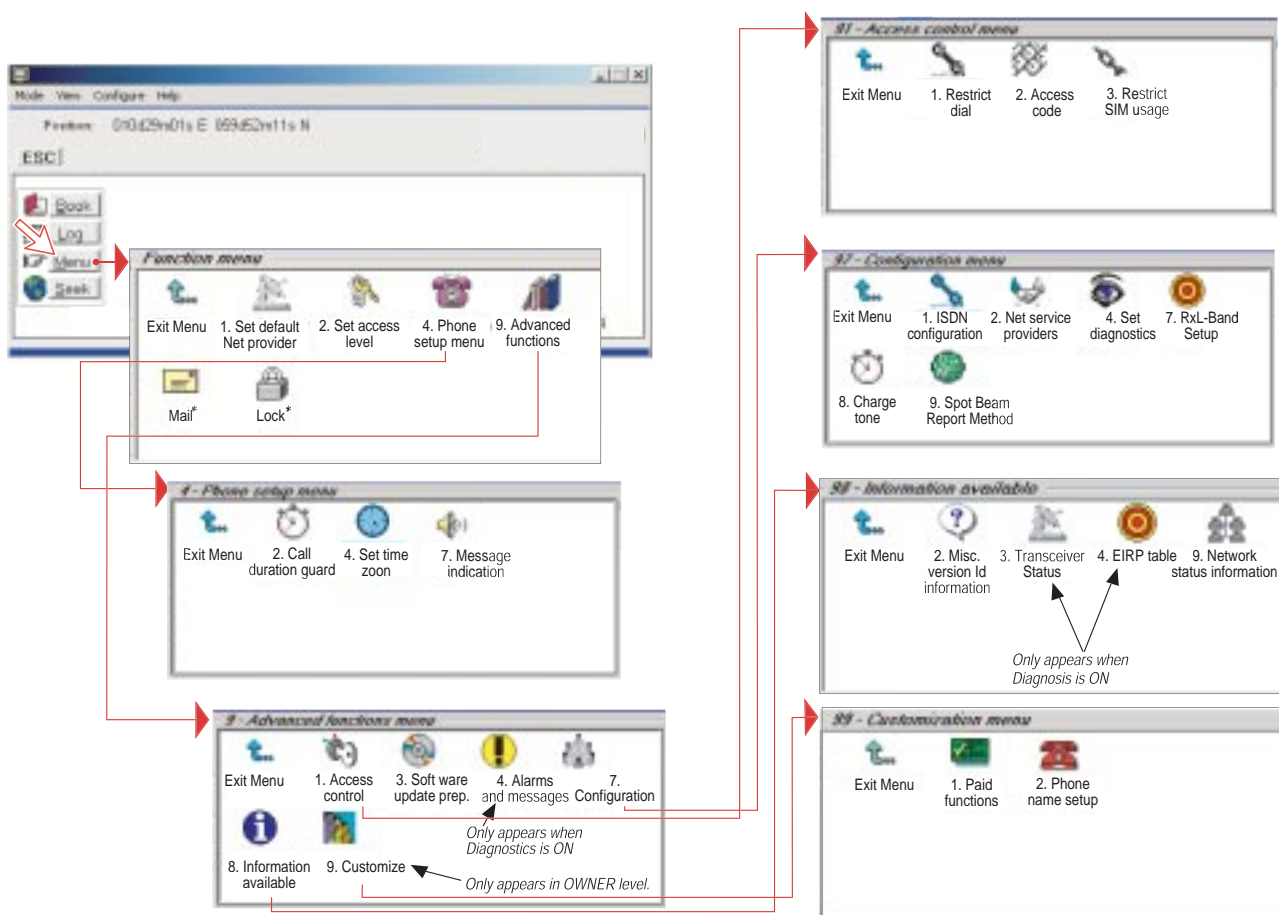 Mode View Configure Help
Position: 010d29m01s E 059d52m11s N
ESC
Book
Log
Menu
Seek
Function menu
Exit Menu
1. Set default
Net provider
2. Set access
level
4. Phone
setup menu
9. Advanced
functions
Mail*
Lock*
4 - Phone setup menu
Exit Menu
2. Call
duration guard
4. Set time
zoon
7. Message
indication
9 - Advanced functions menu
Exit Menu
1. Access
control
3. Soft ware
update prep.
4. Alarms
and messages
7.
Configuration
Only appears when
Diagnostics is ON
8. Information
available
9. Customize
Only appears in OWNER level.
91 - Access control menu
Exit Menu
1. Restrict
dial
2. Access
code
3. Restrict
SIM usage
97 - Configuration menu
Exit Menu
1. ISDN
configuration
2. Net service
providers
4. Set
diagnostics
7. RxL-Band
Setup
8. Charge
tone
9. Spot Beam
Report Method
98 - Information available
Exit Menu
2. Misc.
version Id
information
3. Transceiver
Status
4. EIRP table
9. Network
status information
Only appears when
Diagnosis is ON
99 - Customization menu
Exit Menu
1. Paid
functions
2. Phone
name setup